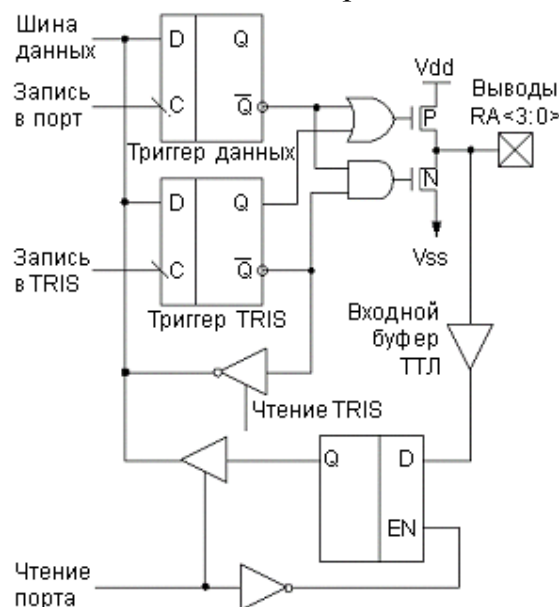 Шина
данных
D
Q
Запись
в порт
C
Q
Триггер данных
Vdd
P
Выводы
RA<3:0>
N
Vss
D
Q
Запись
в TRIS
C
Q
Триггер TRIS
Входной
буфер
ТТЛ
Чтение TRIS
Q
D
EN
Чтение
порта